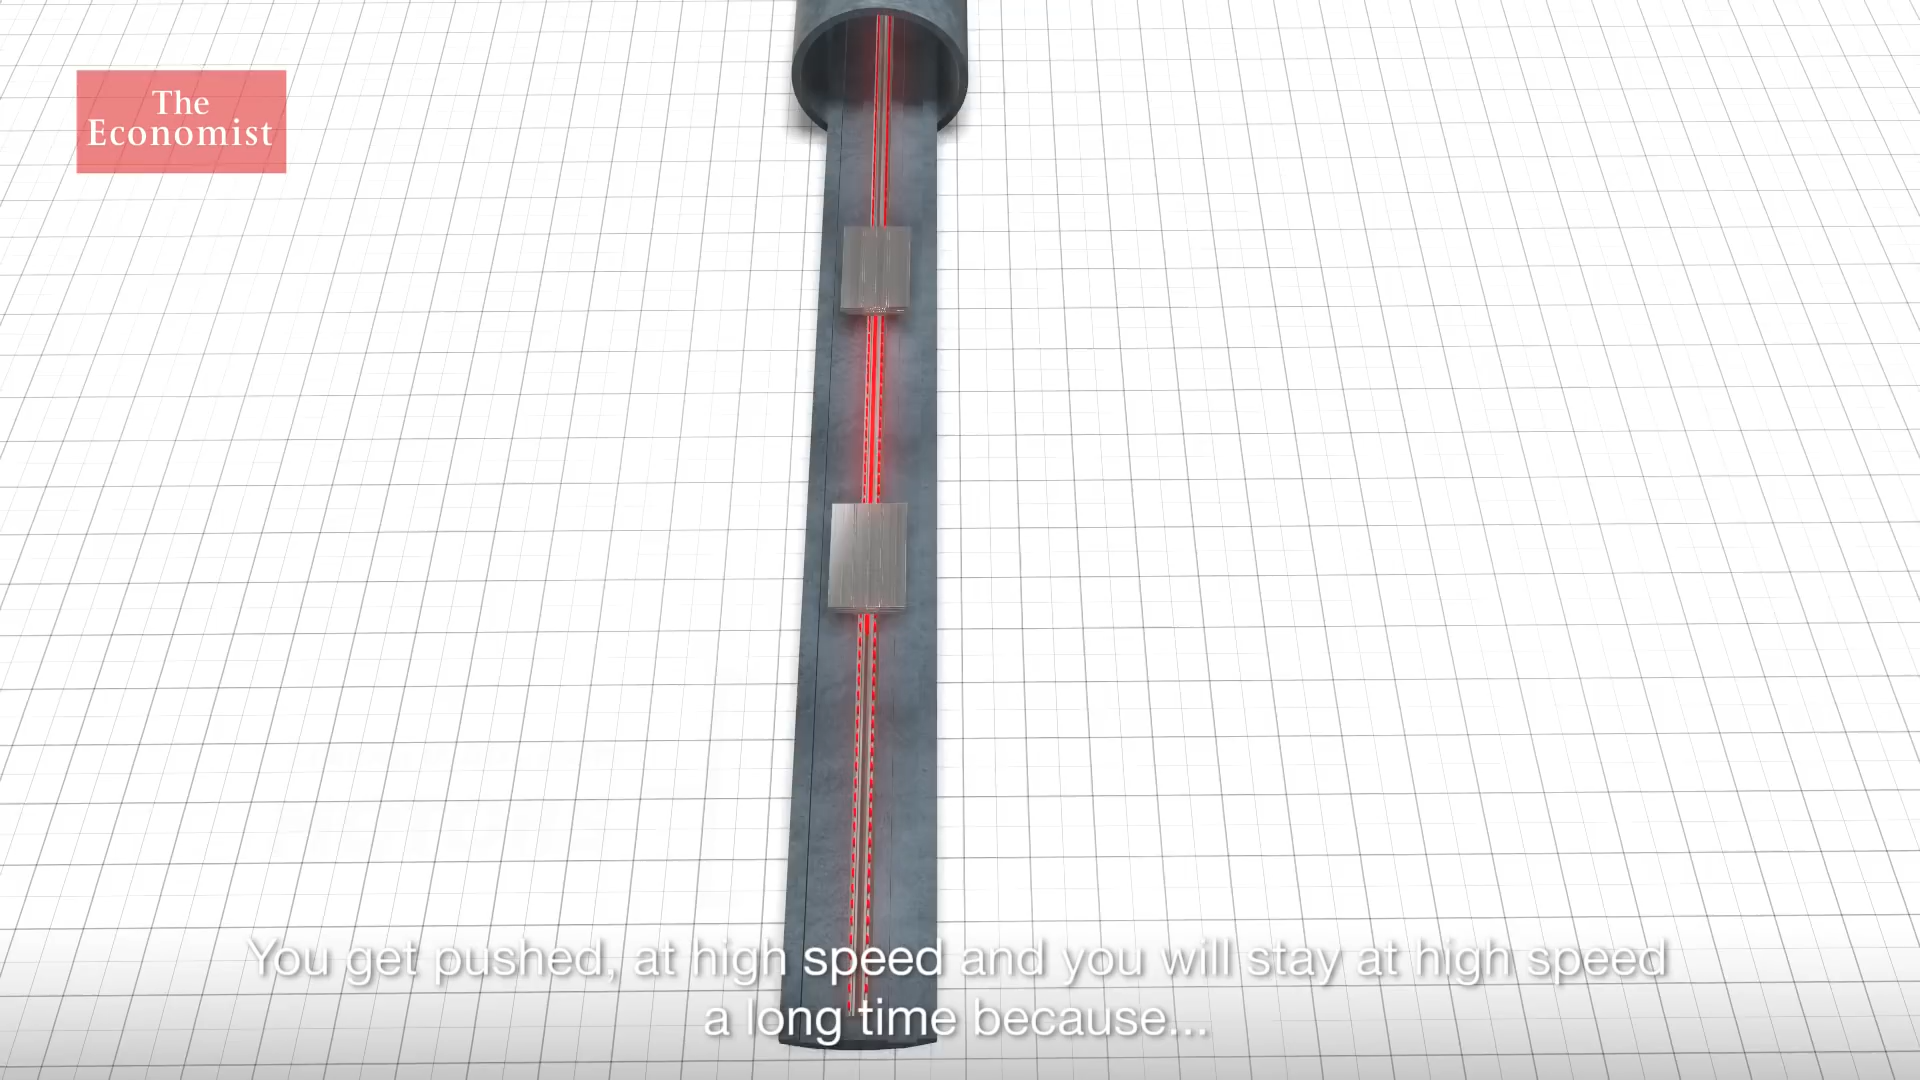 The
Economist
You get pushed, at high speed and you will stay at high speed
a long time because...